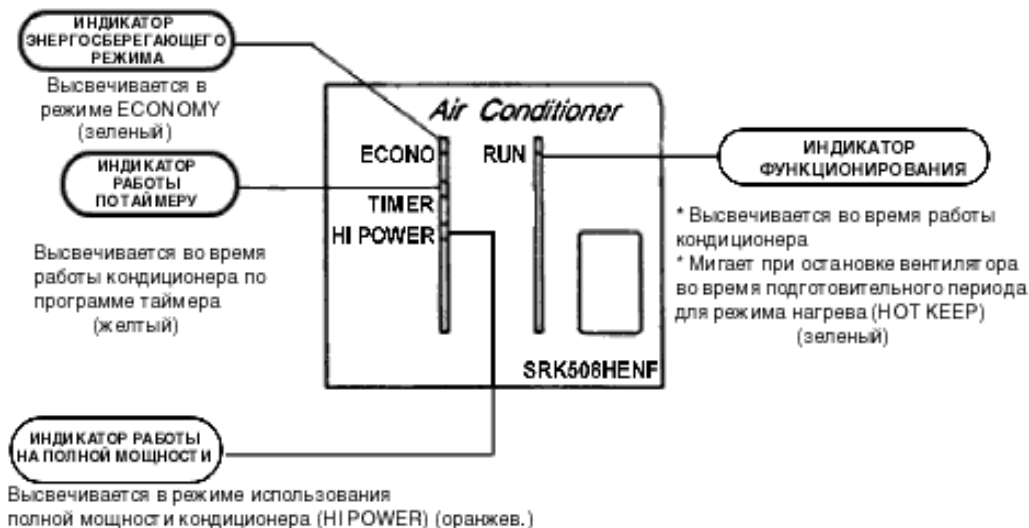 ИНДИКАТОР
ЭНЕРГОСБЕРЕГАЮЩЕГО
РЕЖИМА
Высвечивается в
режиме ECONOMY
(зеленый)
ИНДИКАТОР
РАБОТЫ
ПО ТАЙМЕРУ
Высвечивается во время
работы кондиционера по
программе таймера
(желтый)
Air Conditioner
ECONO
RUN
TIMER
HI POWER
SRK508HENF
ИНДИКАТОР
ФУНКЦИОНИРОВАНИЯ
* Высвечивается во время работы
кондиционера
* Мигает при остановке вентилятора
во время подготовительного периода
для режима нагрева (HOT KEEP)
(зеленый)
ИНДИКАТОР РАБОТЫ
НА ПОЛНОЙ МОЩНОСТИ
Высвечивается в режиме использования
полной мощности кондиционера (HI POWER) (оранжев.)